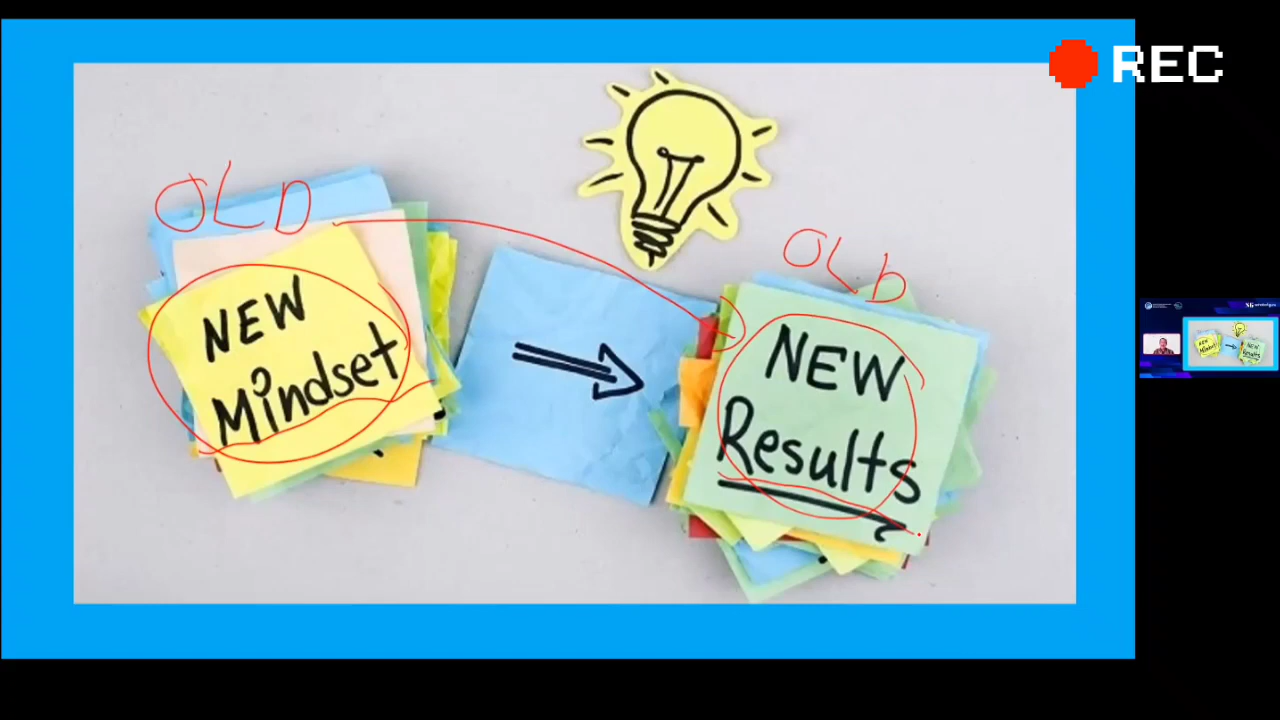 REC
OLD
NEW
Mindset
OLD
NEW
Results